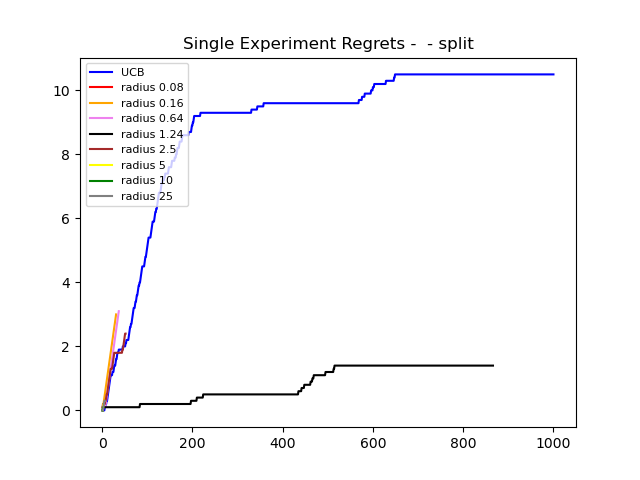 Single Experiment Regrets -  - split
UCB
radius 0.08
radius 0.16
radius 0.64
radius 1.24
radius 2.5
radius 5
radius 10
radius 25
10
8
6
4
2
0
0 200 400 600 800 1000